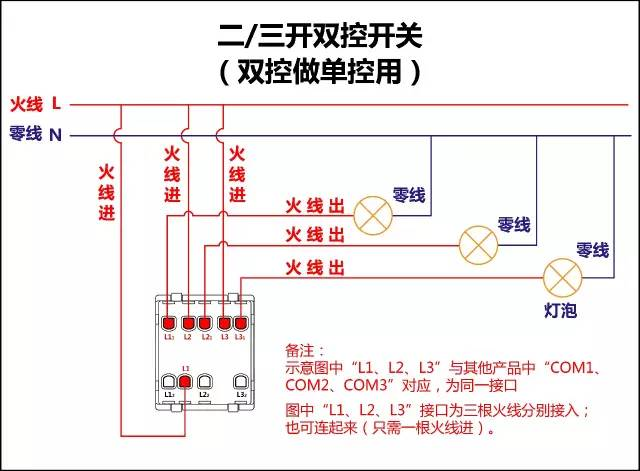 二/三开双控开关
（双控做单控用）
火线 L
零线 N
火线进
火线进
火线进
火线出
零线
火线出
零线
火线出
零线
灯泡
L1₁ L2 L2₁ L3 L3₁
L1
L1₂ L2₂ L3₂
备注：
示意图中“L1、L2、L3”与其他产品中“COM1、
COM2、COM3”对应，为同一接口
图中“L1、L2、L3”接口为三根火线分别接入；
也可连起来（只需一根火线进）。